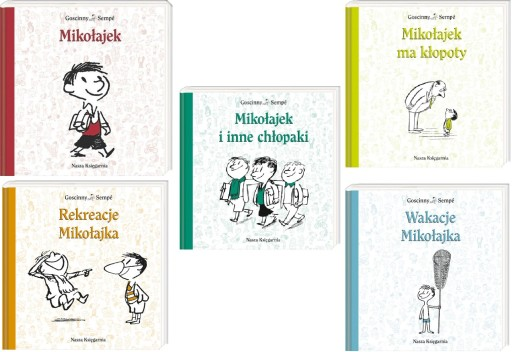 Goscinny Sempé
Mikołajek
Nasza Księgarnia
Goscinny Sempé
Mikołajek
ma kłopoty
Nasza Księgarnia
Goscinny Sempé
Mikołajek
i inne chłopaki
Nasza Księgarnia
Goscinny Sempé
Rekreacje
Mikołajka
Nasza Księgarnia
Goscinny Sempé
Wakacje
Mikołajka
Nasza Księgarnia